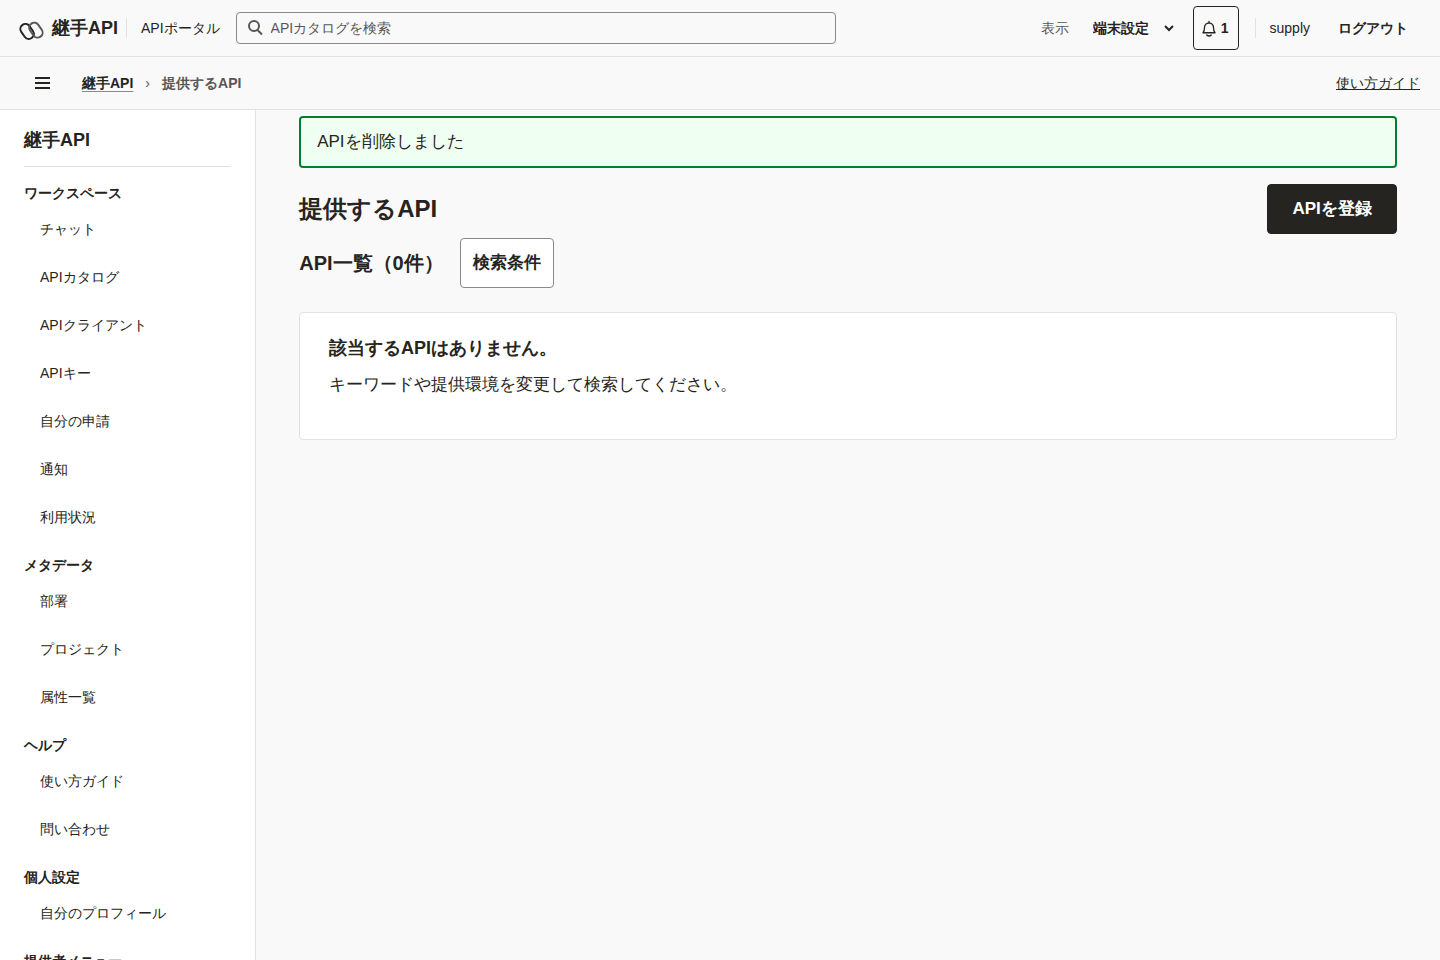 継手API
APIポータル
APIカタログを検索
表示
端末設定
1
supply
ログアウト
継手API › 提供するAPI
使い方ガイド
継手API
ワークスペース
チャット
APIカタログ
APIクライアント
APIキー
自分の申請
通知
利用状況
メタデータ
部署
プロジェクト
属性一覧
ヘルプ
使い方ガイド
問い合わせ
個人設定
自分のプロフィール
提供者メニュー
APIを削除しました
提供するAPI
APIを登録
API一覧（0件）
検索条件
該当するAPIはありません。
キーワードや提供環境を変更して検索してください。